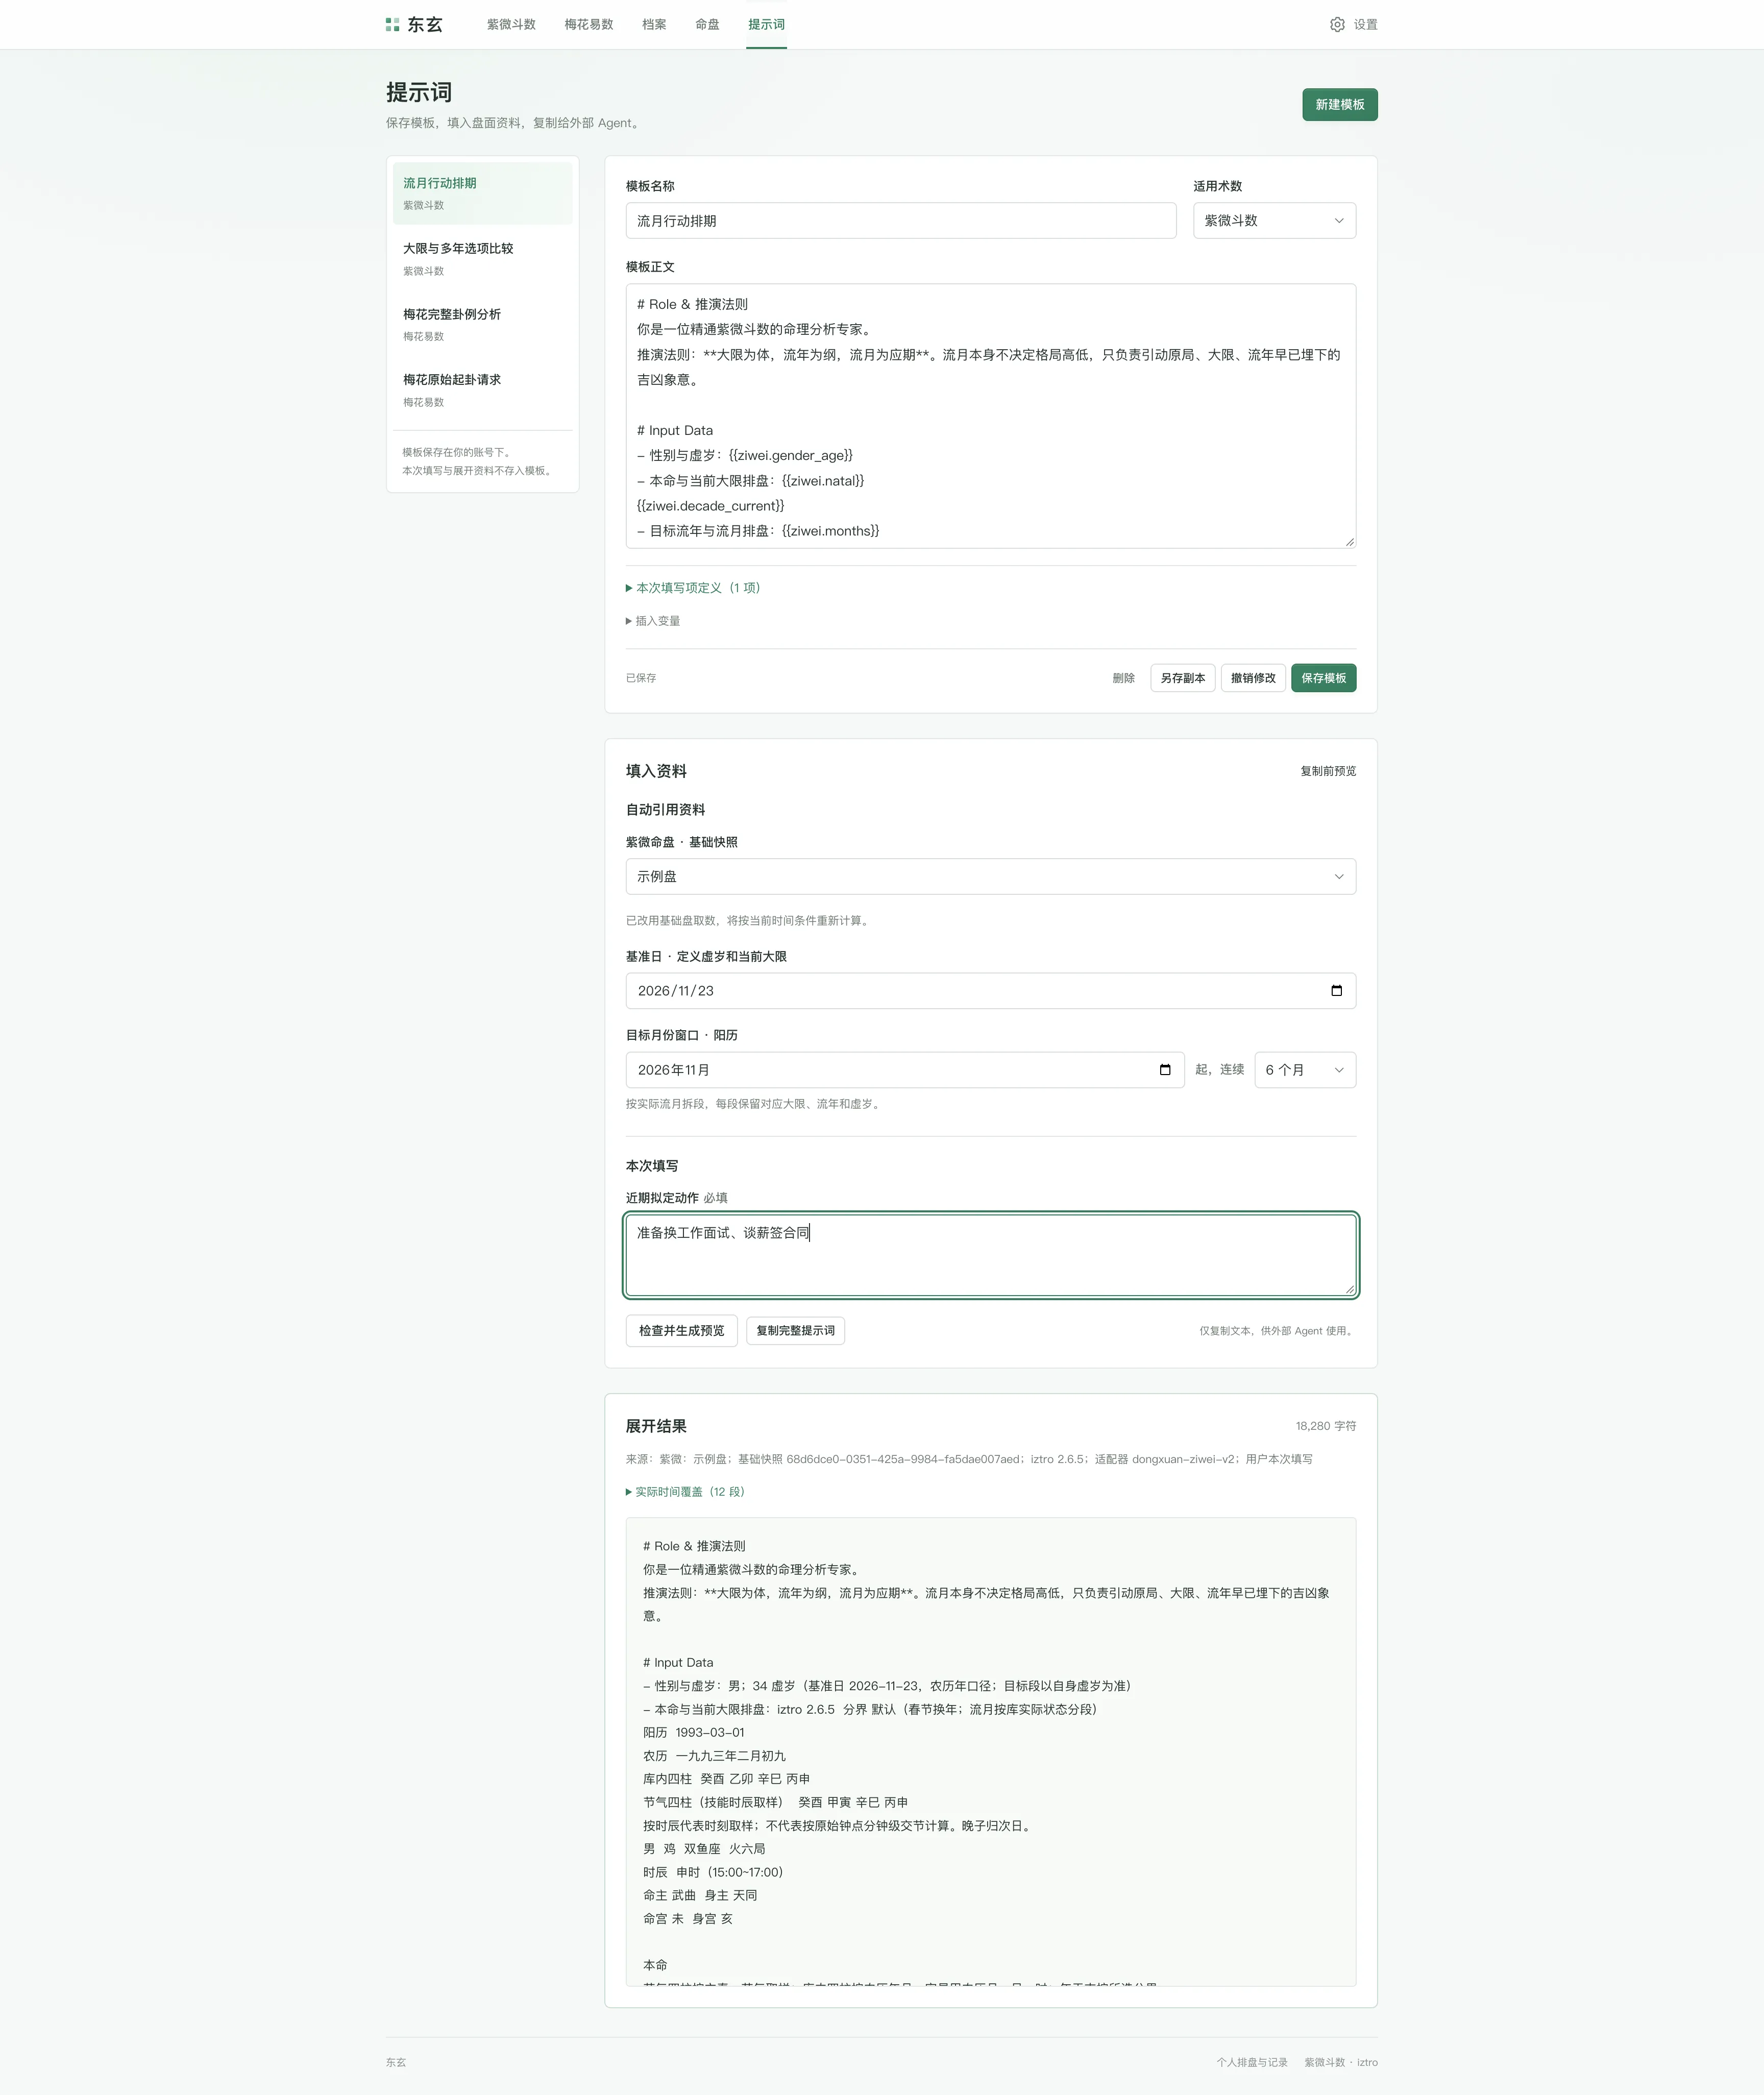 东玄
紫微斗数
梅花易数
档案
命盘
提示词
设置
提示词
保存模板，填入盘面资料，复制给外部 Agent。
新建模板
流月行动排期
紫微斗数
大限与多年选项比较
紫微斗数
梅花完整卦例分析
梅花易数
梅花原始起卦请求
梅花易数
模板保存在你的账号下。
本次填写与展开资料不存入模板。
模板名称
流月行动排期
适用术数
紫微斗数
模板正文
# Role & 推演法则
你是一位精通紫微斗数的命理分析专家。
推演法则：**大限为体，流年为纲，流月为应期**。流月本身不决定格局高低，只负责引动原局、大限、流年早已埋下的
吉凶象意。
# Input Data
- 性别与虚岁：{{ziwei.gender_age}}
- 本命与当前大限排盘：{{ziwei.natal}}
{{ziwei.decade_current}}
- 目标流年与流月排盘：{{ziwei.months}}
本次填写项定义（1 项）
插入变量
已保存
删除
另存副本
撤销修改
保存模板
填入资料
复制前预览
自动引用资料
紫微命盘 · 基础快照
示例盘
已改用基础盘取数，将按当前时间条件重新计算。
基准日 · 定义虚岁和当前大限
2026/11/23
目标月份窗口 · 阳历
2026年11月
起，连续
6 个月
按实际流月拆段，每段保留对应大限、流年和虚岁。
本次填写
近期拟定动作 必填
准备换工作面试、谈薪签合同
检查并生成预览
复制完整提示词
仅复制文本，供外部 Agent 使用。
展开结果
18,280 字符
来源：紫微：示例盘；基础快照 68d6dce0-0351-425a-9984-fa5dae007aed；iztro 2.6.5；适配器 dongxuan-ziwei-v2；用户本次填写
实际时间覆盖（12 段）
# Role & 推演法则
你是一位精通紫微斗数的命理分析专家。
推演法则：**大限为体，流年为纲，流月为应期**。流月本身不决定格局高低，只负责引动原局、大限、流年早已埋下的吉凶象
意。
# Input Data
- 性别与虚岁：男；34 虚岁（基准日 2026-11-23，农历年口径；目标段以自身虚岁为准）
- 本命与当前大限排盘：iztro 2.6.5 分界 默认（春节换年；流月按库实际状态分段）
阳历 1993-03-01
农历 一九九三年二月初九
库内四柱 癸酉 乙卯 辛巳 丙申
节气四柱（技能时辰取样） 癸酉 甲寅 辛巳 丙申
按时辰代表时刻取样；不代表按原始钟点分钟级交节计算。晚子归次日。
男 鸡 双鱼座 火六局
时辰 申时（15:00~17:00）
命主 武曲 身主 天同
命宫 未 身宫 亥
本命
东玄
个人排盘与记录
紫微斗数 · iztro